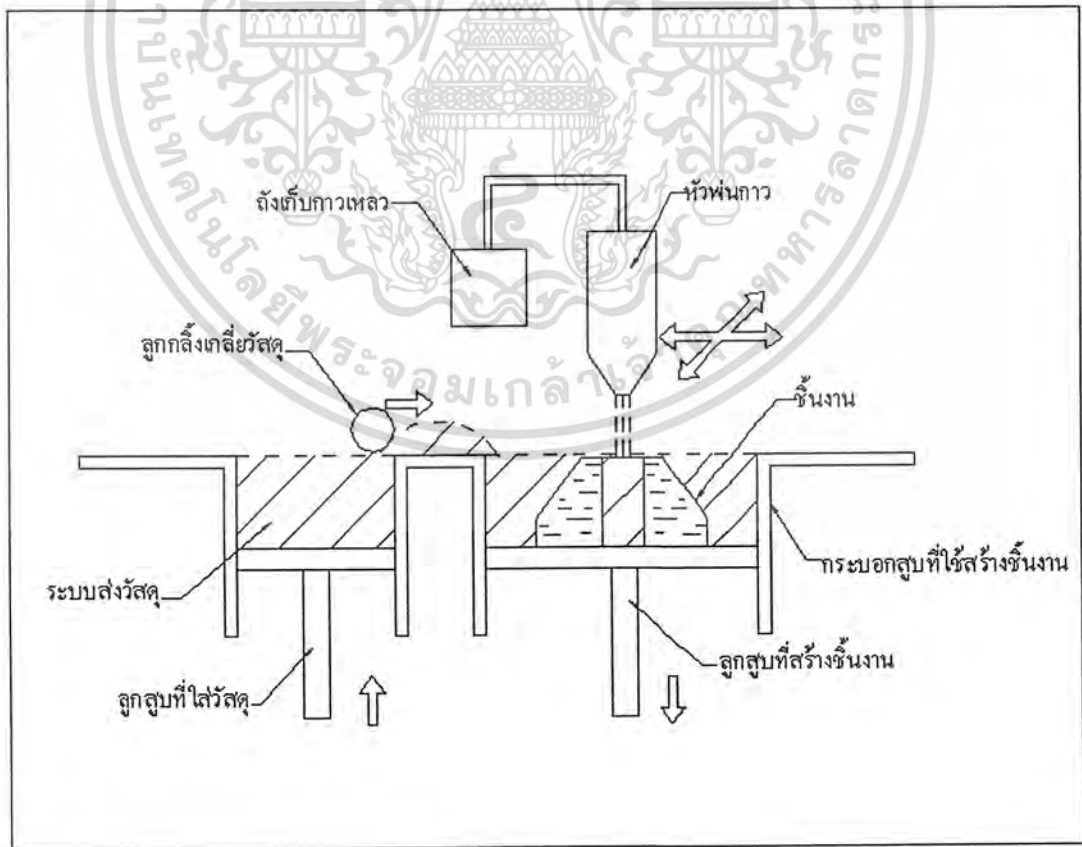 ถังเก็บกาวเหลว
หัวพ่นกาว
ลูกกลิ้งเกลี่ยวัสดุ
ชิ้นงาน
ระบบส่งวัสดุ
กระบอกสูบที่ใช้สร้างชิ้นงาน
ลูกสูบที่ใส่วัสดุ
ลูกสูบที่สร้างชิ้นงาน